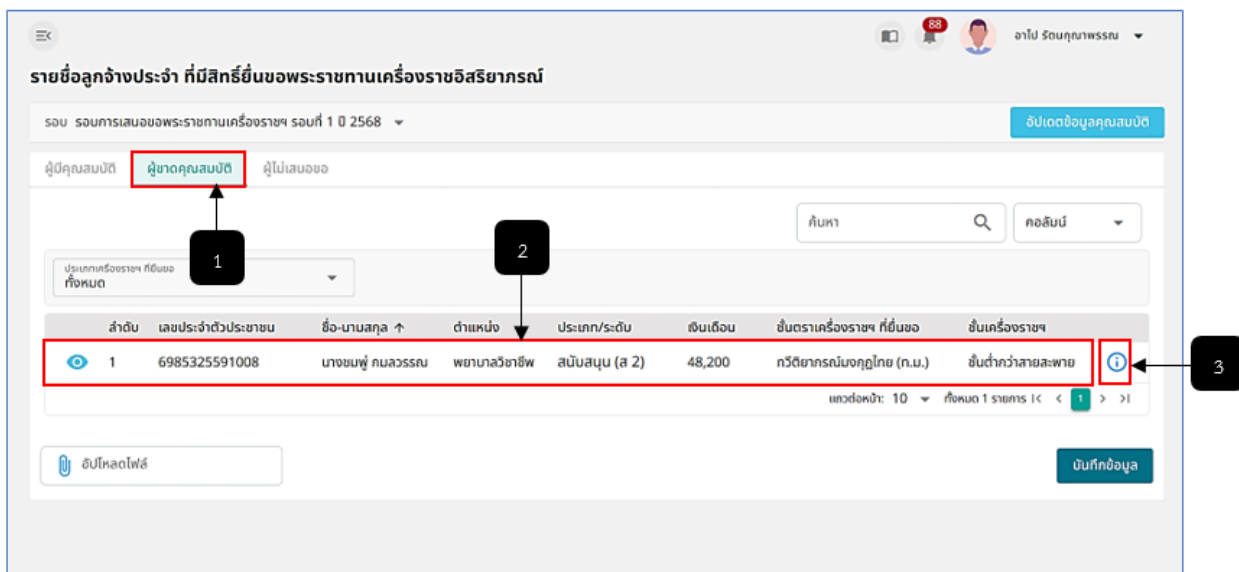 88
อาไป รัตนกุณาพรรณ
รายชื่อลูกจ้างประจำ ที่มีสิทธิ์ยื่นขอพระราชทานเครื่องราชอิสริยาภรณ์
รอบ รอบการเสนอขอพระราชทานเครื่องราชฯ รอบที่ 1 ปี 2568
อัปเดตข้อมูลคุณสมบัติ
ผู้มีคุณสมบัติ ผู้ขาดคุณสมบัติ ผู้ไม่เสนอขอ
ค้นหา คอลัมน์
1
2
ประเภทเครื่องราชฯ ที่ยื่นขอ
ทั้งหมด
ลำดับ เลขประจำตัวประชาชน ชื่อ-นามสกุล ↑ ตำแหน่ง ประเภท/ระดับ เงินเดือน ชั้นตราเครื่องราชฯ ที่ยื่นขอ ชั้นเครื่องราชฯ
1 6985325591008 นางชมพู่ กมลวรรณ พยาบาลวิชาชีพ สนับสนุน (ส 2) 48,200 ทวีติยาภรณ์มงกุฎไทย (ท.ม.) ชั้นต่ำกว่าสายสะพาย
3
แถวต่อหน้า: 10 ทั้งหมด 1 รายการ |< < 1 > >|
อัปโหลดไฟล์
บันทึกข้อมูล